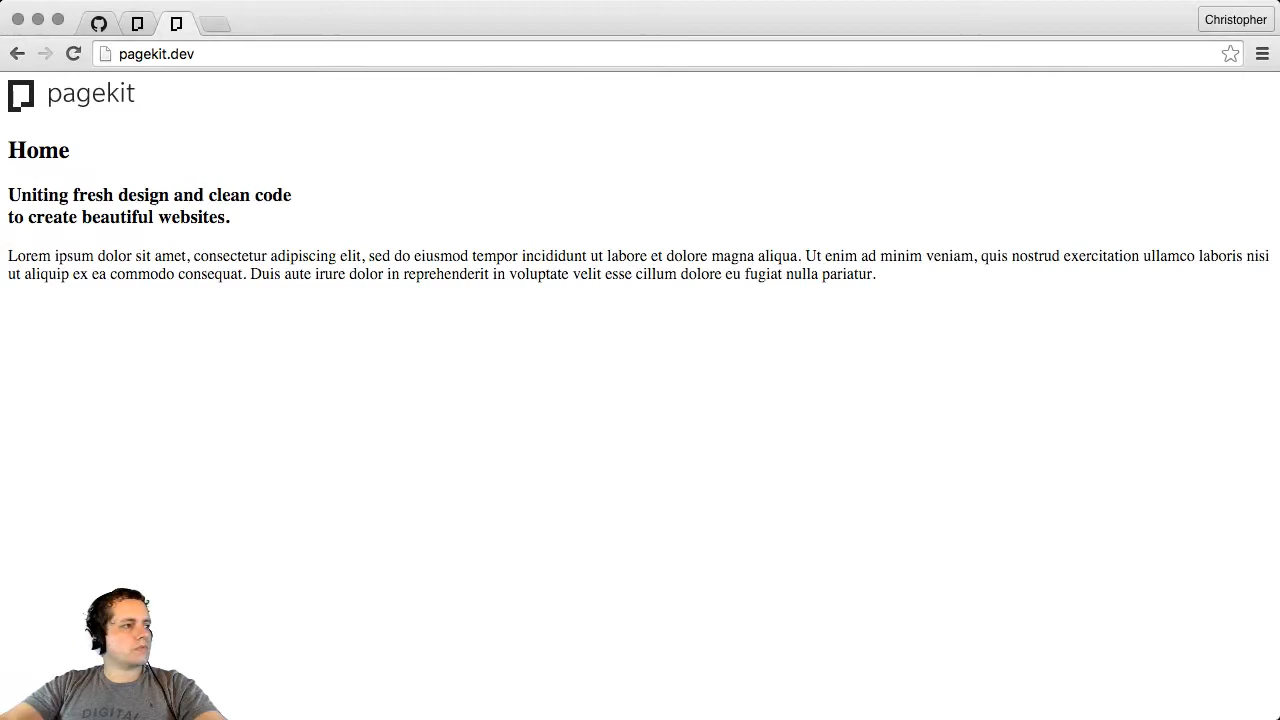 Christopher
pagekit.dev
pagekit
Home
Uniting fresh design and clean code
to create beautiful websites.
Lorem ipsum dolor sit amet, consectetur adipiscing elit, sed do eiusmod tempor incididunt ut labore et dolore magna aliqua. Ut enim ad minim veniam, quis nostrud exercitation ullamco laboris nisi
ut aliquip ex ea commodo consequat. Duis aute irure dolor in reprehenderit in voluptate velit esse cillum dolore eu fugiat nulla pariatur.
DIGITAL